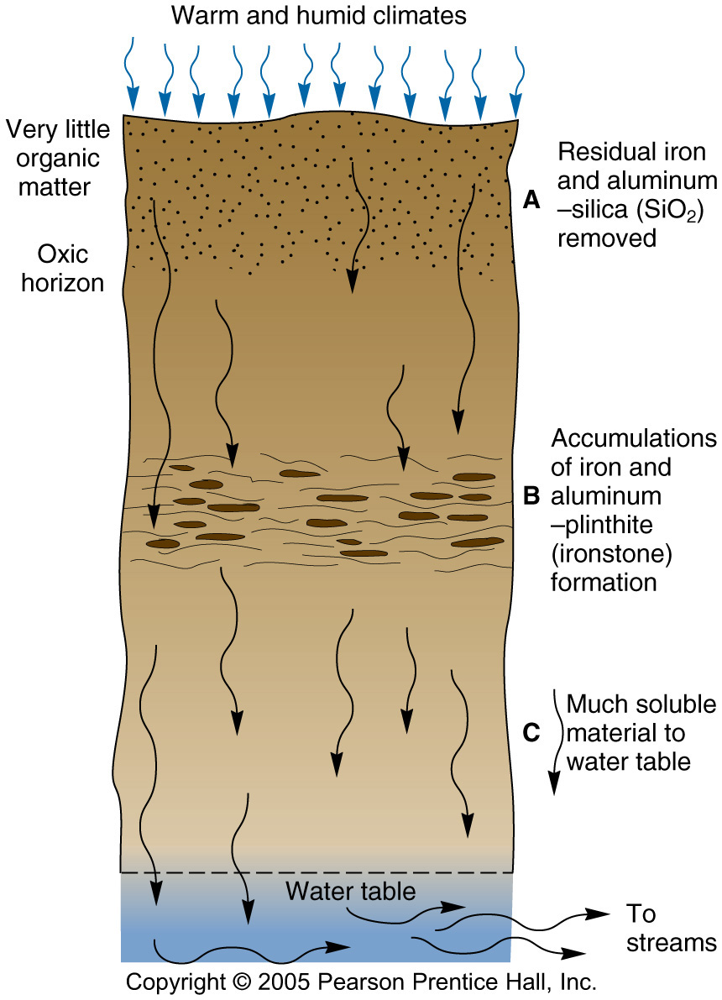 Warm and humid climates
Very little
organic
matter
Oxic
horizon
A
Residual iron
and aluminum
–silica (SiO₂)
removed
B
Accumulations
of iron and
aluminum
–plinthite
(ironstone)
formation
C
Much soluble
material to
water table
Water table
To
streams
Copyright © 2005 Pearson Prentice Hall, Inc.